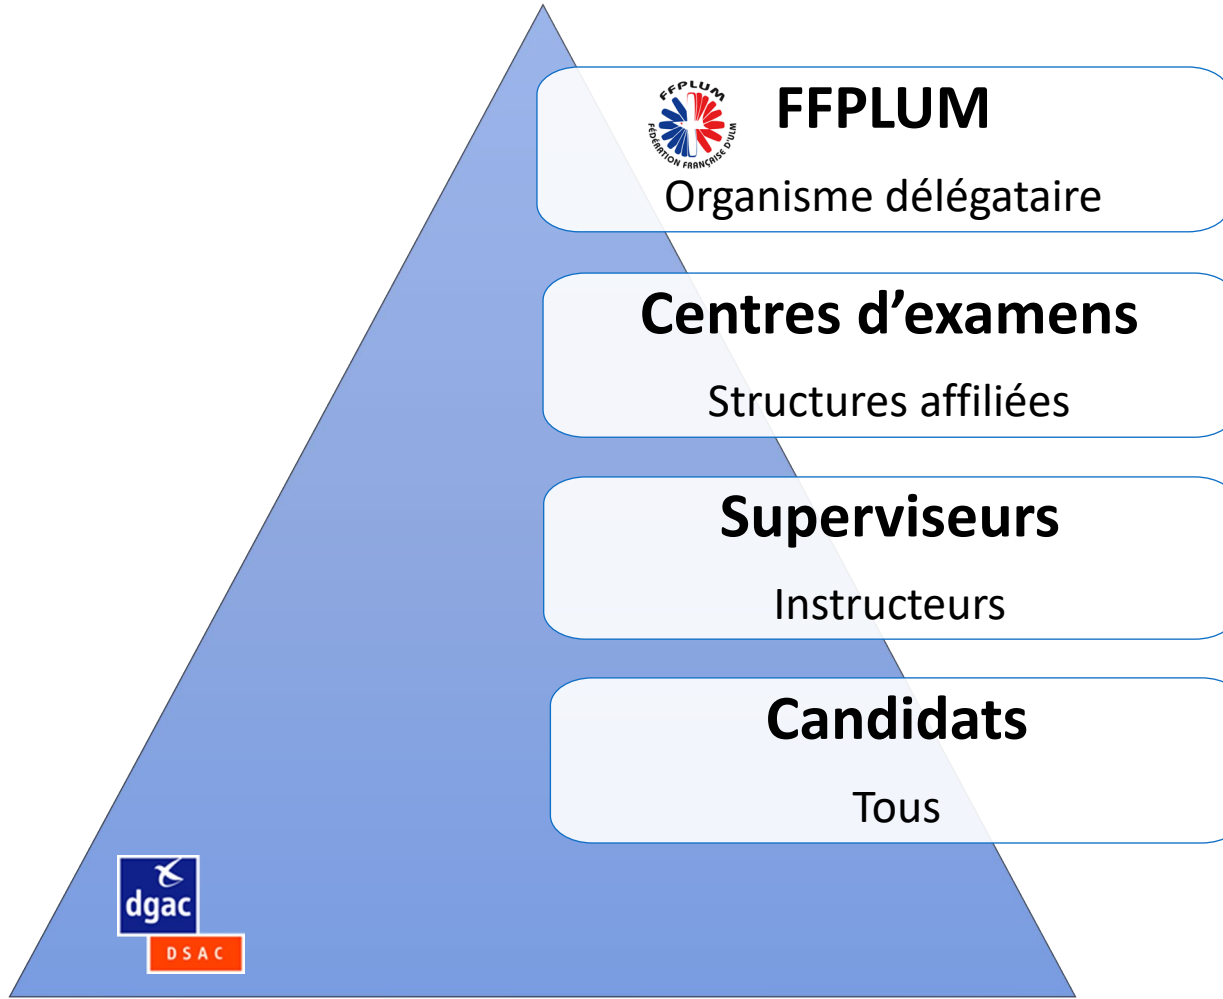 FFPLUM
FÉDÉRATION FRANÇAISE D'ULM
FFPLUM
Organisme délégataire
Centres d’examens
Structures affiliées
Superviseurs
Instructeurs
Candidats
Tous
dgac
DSAC